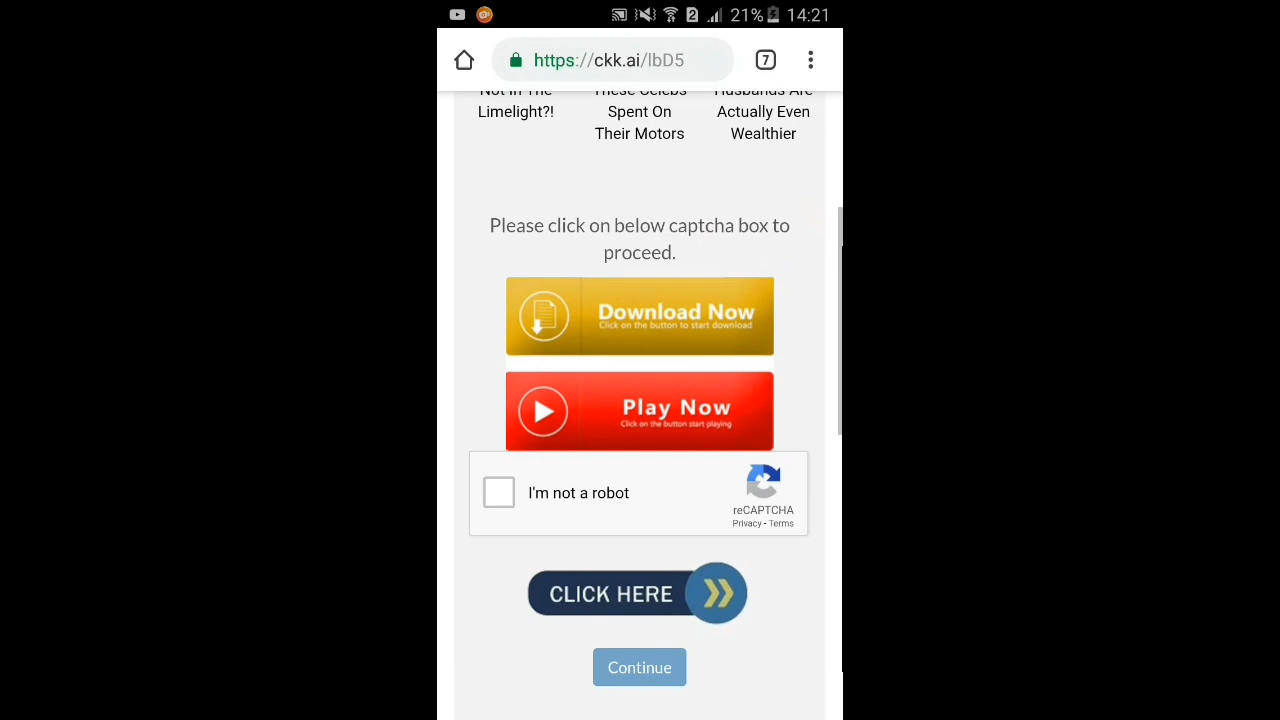 2 21% 14:21
https://ckk.ai/lbD5 7
Not In The
Limelight?!
These Celebs
Spent On
Their Motors
Husbands Are
Actually Even
Wealthier
Please click on below captcha box to
proceed.
Download Now
Click on the button to start download
Play Now
Click on the button start playing
I'm not a robot
reCAPTCHA
Privacy - Terms
CLICK HERE
Continue